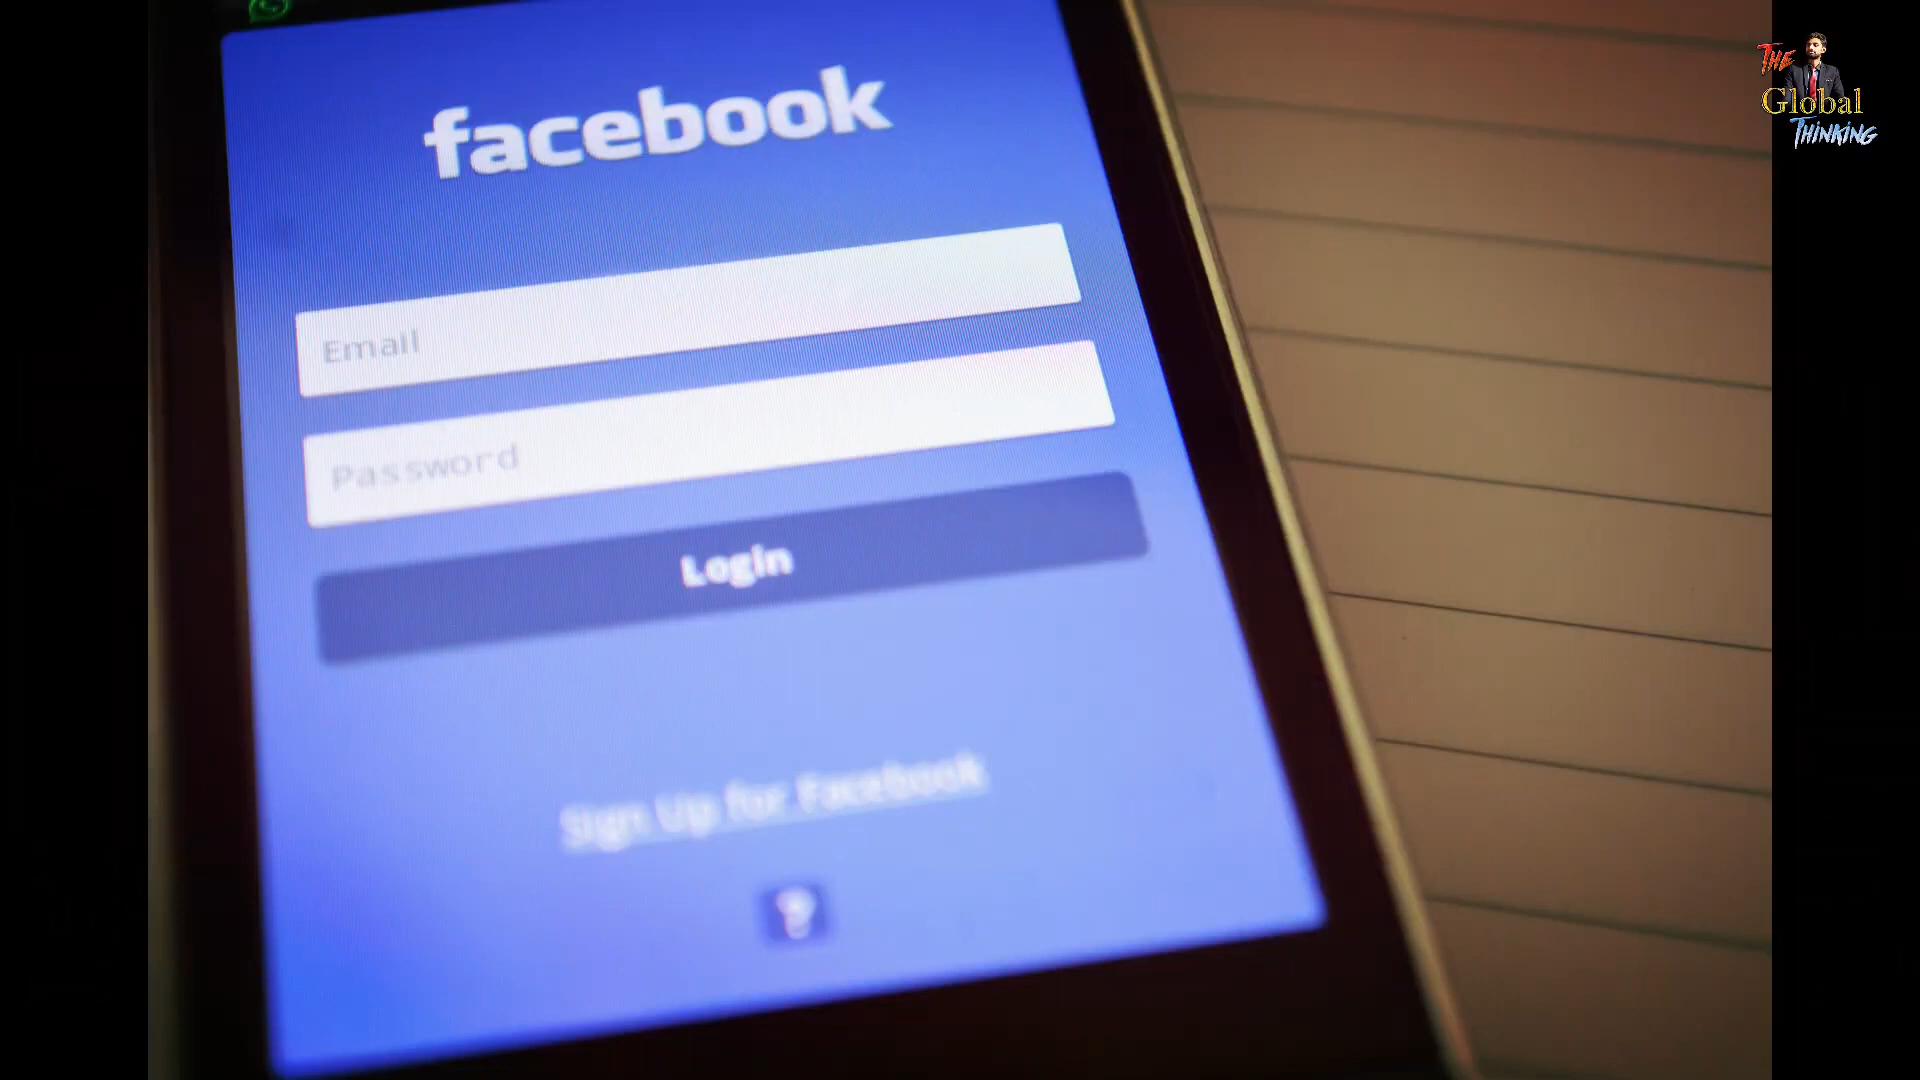 facebook
Email
Password
Login
Sign Up for Facebook
?
THE
Global
THINKING